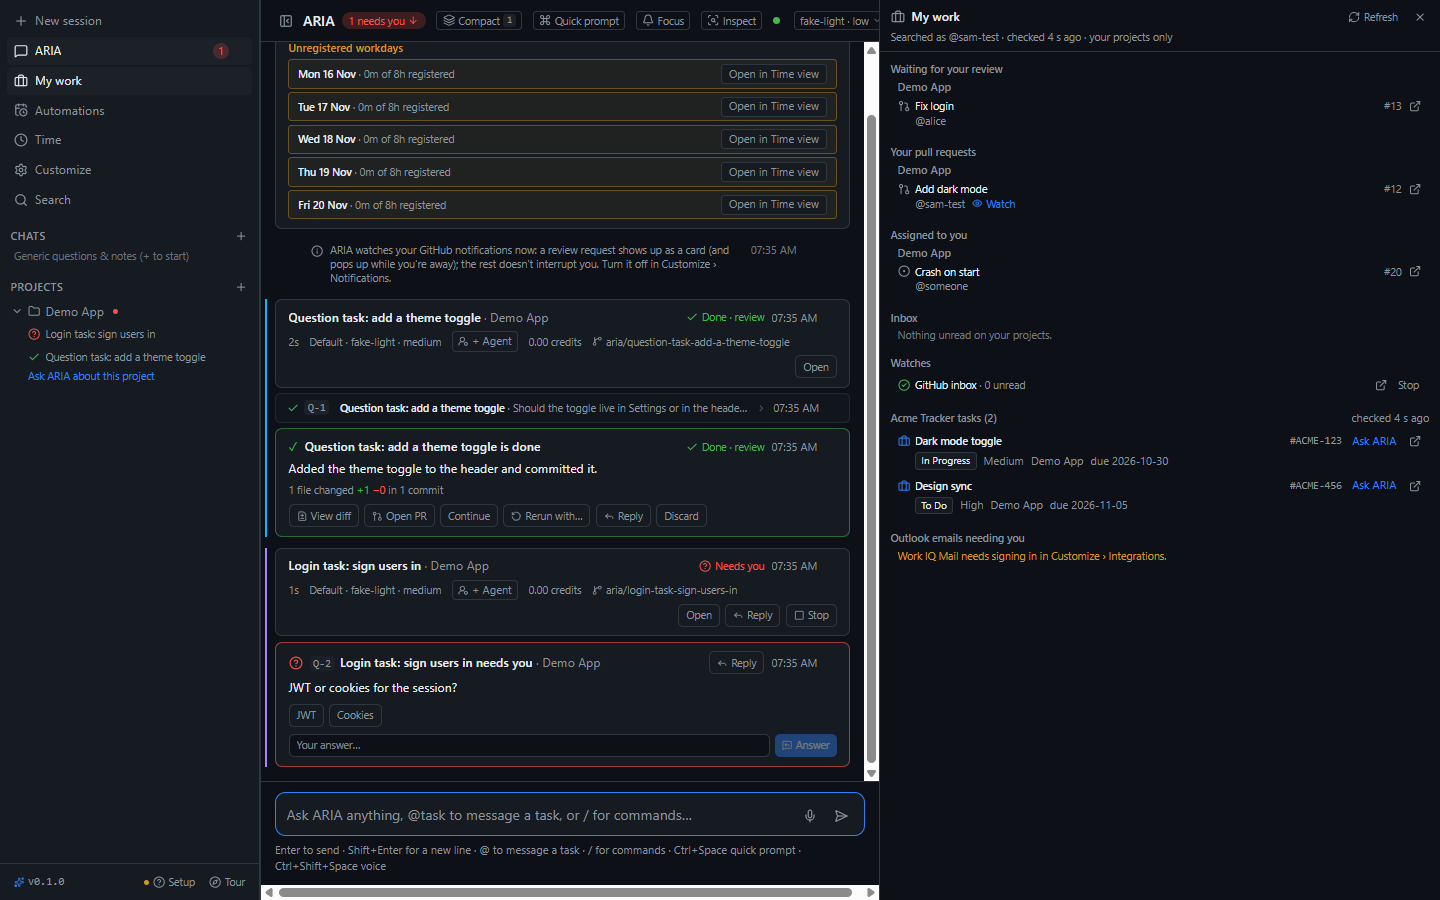 New session
ARIA
1
My work
Automations
Time
Customize
Search
CHATS
Generic questions & notes (+ to start)
PROJECTS
Demo App
Login task: sign users in
Question task: add a theme toggle
Ask ARIA about this project
v0.1.0
Setup
Tour
ARIA
1 needs you ↓
Compact 1
Quick prompt
Focus
Inspect
fake-light · low
Unregistered workdays
Mon 16 Nov · 0m of 8h registered
Open in Time view
Tue 17 Nov · 0m of 8h registered
Open in Time view
Wed 18 Nov · 0m of 8h registered
Open in Time view
Thu 19 Nov · 0m of 8h registered
Open in Time view
Fri 20 Nov · 0m of 8h registered
Open in Time view
ARIA watches your GitHub notifications now: a review request shows up as a card (and
pops up while you're away); the rest doesn't interrupt you. Turn it off in Customize ›
Notifications.
07:35 AM
Question task: add a theme toggle · Demo App
Done · review 07:35 AM
2s Default · fake-light · medium + Agent 0.00 credits aria/question-task-add-a-theme-toggle
Open
Q-1 Question task: add a theme toggle · Should the toggle live in Settings or in the heade... › 07:35 AM
Question task: add a theme toggle is done
Done · review 07:35 AM
Added the theme toggle to the header and committed it.
1 file changed +1 −0 in 1 commit
View diff
Open PR
Continue
Rerun with...
Reply
Discard
Login task: sign users in · Demo App
Needs you 07:35 AM
1s Default · fake-light · medium + Agent 0.00 credits aria/login-task-sign-users-in
Open
Reply
Stop
Q-2 Login task: sign users in needs you · Demo App
Reply
07:35 AM
JWT or cookies for the session?
JWT
Cookies
Your answer...
Answer
Ask ARIA anything, @task to message a task, or / for commands...
Enter to send · Shift+Enter for a new line · @ to message a task · / for commands · Ctrl+Space quick prompt ·
Ctrl+Shift+Space voice
My work
Refresh
Searched as @sam-test · checked 4 s ago · your projects only
Waiting for your review
Demo App
Fix login
#13
@alice
Your pull requests
Demo App
Add dark mode
#12
@sam-test Watch
Assigned to you
Demo App
Crash on start
#20
@someone
Inbox
Nothing unread on your projects.
Watches
GitHub inbox · 0 unread
Stop
Acme Tracker tasks (2)
checked 4 s ago
Dark mode toggle
#ACME-123 Ask ARIA
In Progress Medium Demo App due 2026-10-30
Design sync
#ACME-456 Ask ARIA
To Do High Demo App due 2026-11-05
Outlook emails needing you
Work IQ Mail needs signing in in Customize › Integrations.